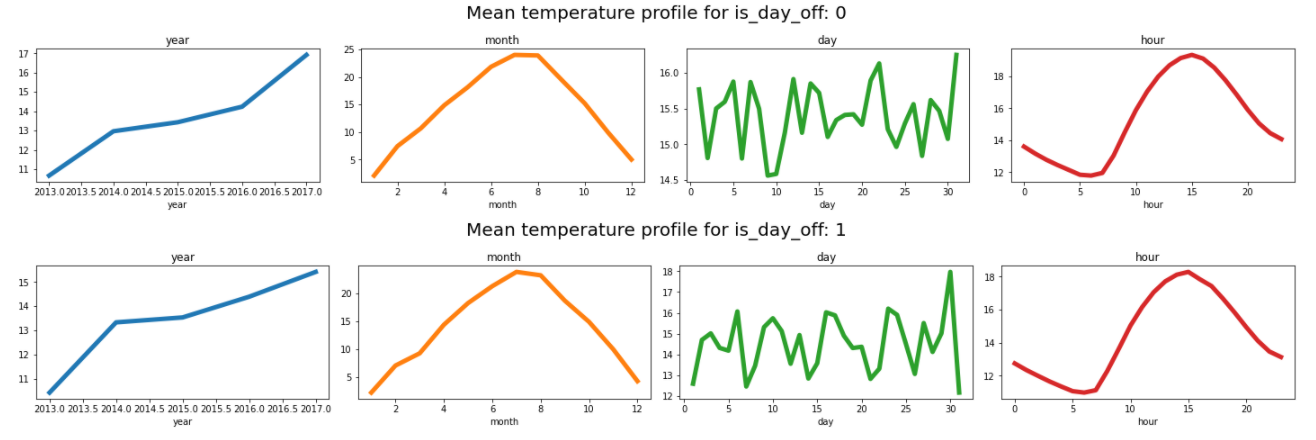 Mean temperature profile for is_day_off: 0
year
month
day
hour
17
16
15
14
13
12
11
2013.0 2013.5 2014.0 2014.5 2015.0 2015.5 2016.0 2016.5 2017.0
year
25
20
15
10
5
2 4 6 8 10 12
month
16.0
15.5
15.0
14.5
0 5 10 15 20 25 30
day
18
16
14
12
0 5 10 15 20
hour
Mean temperature profile for is_day_off: 1
year
month
day
hour
15
14
13
12
11
2013.0 2013.5 2014.0 2014.5 2015.0 2015.5 2016.0 2016.5 2017.0
year
20
15
10
5
2 4 6 8 10 12
month
18
17
16
15
14
13
12
0 5 10 15 20 25 30
day
18
16
14
12
0 5 10 15 20
hour